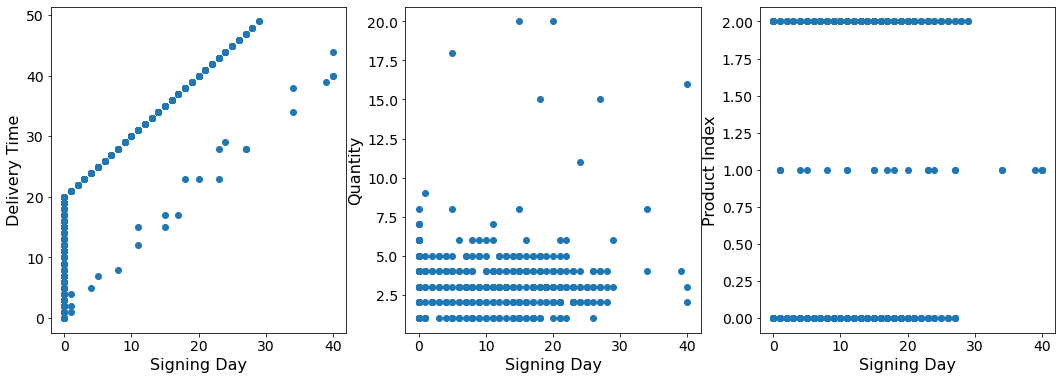 50
40
30
20
10
0
Delivery Time
0 10 20 30 40
Signing Day
20.0
17.5
15.0
12.5
10.0
7.5
5.0
2.5
Quantity
0 10 20 30 40
Signing Day
2.00
1.75
1.50
1.25
1.00
0.75
0.50
0.25
0.00
Product Index
0 10 20 30 40
Signing Day